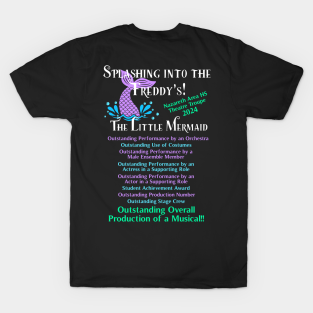 Splashing into the
Freddy's!
Nazareth Area HS
Theatre Troupe
2024
The Little Mermaid
Outstanding Performance by an Orchestra
Outstanding Use of Costumes
Outstanding Performance by a
Male Ensemble Member
Outstanding Performance by an
Actress in a Supporting Role
Outstanding Performance by an
Actor in a Supporting Role
Student Achievement Award
Outstanding Production Number
Outstanding Stage Crew
Outstanding Overall
Production of a Musical!!